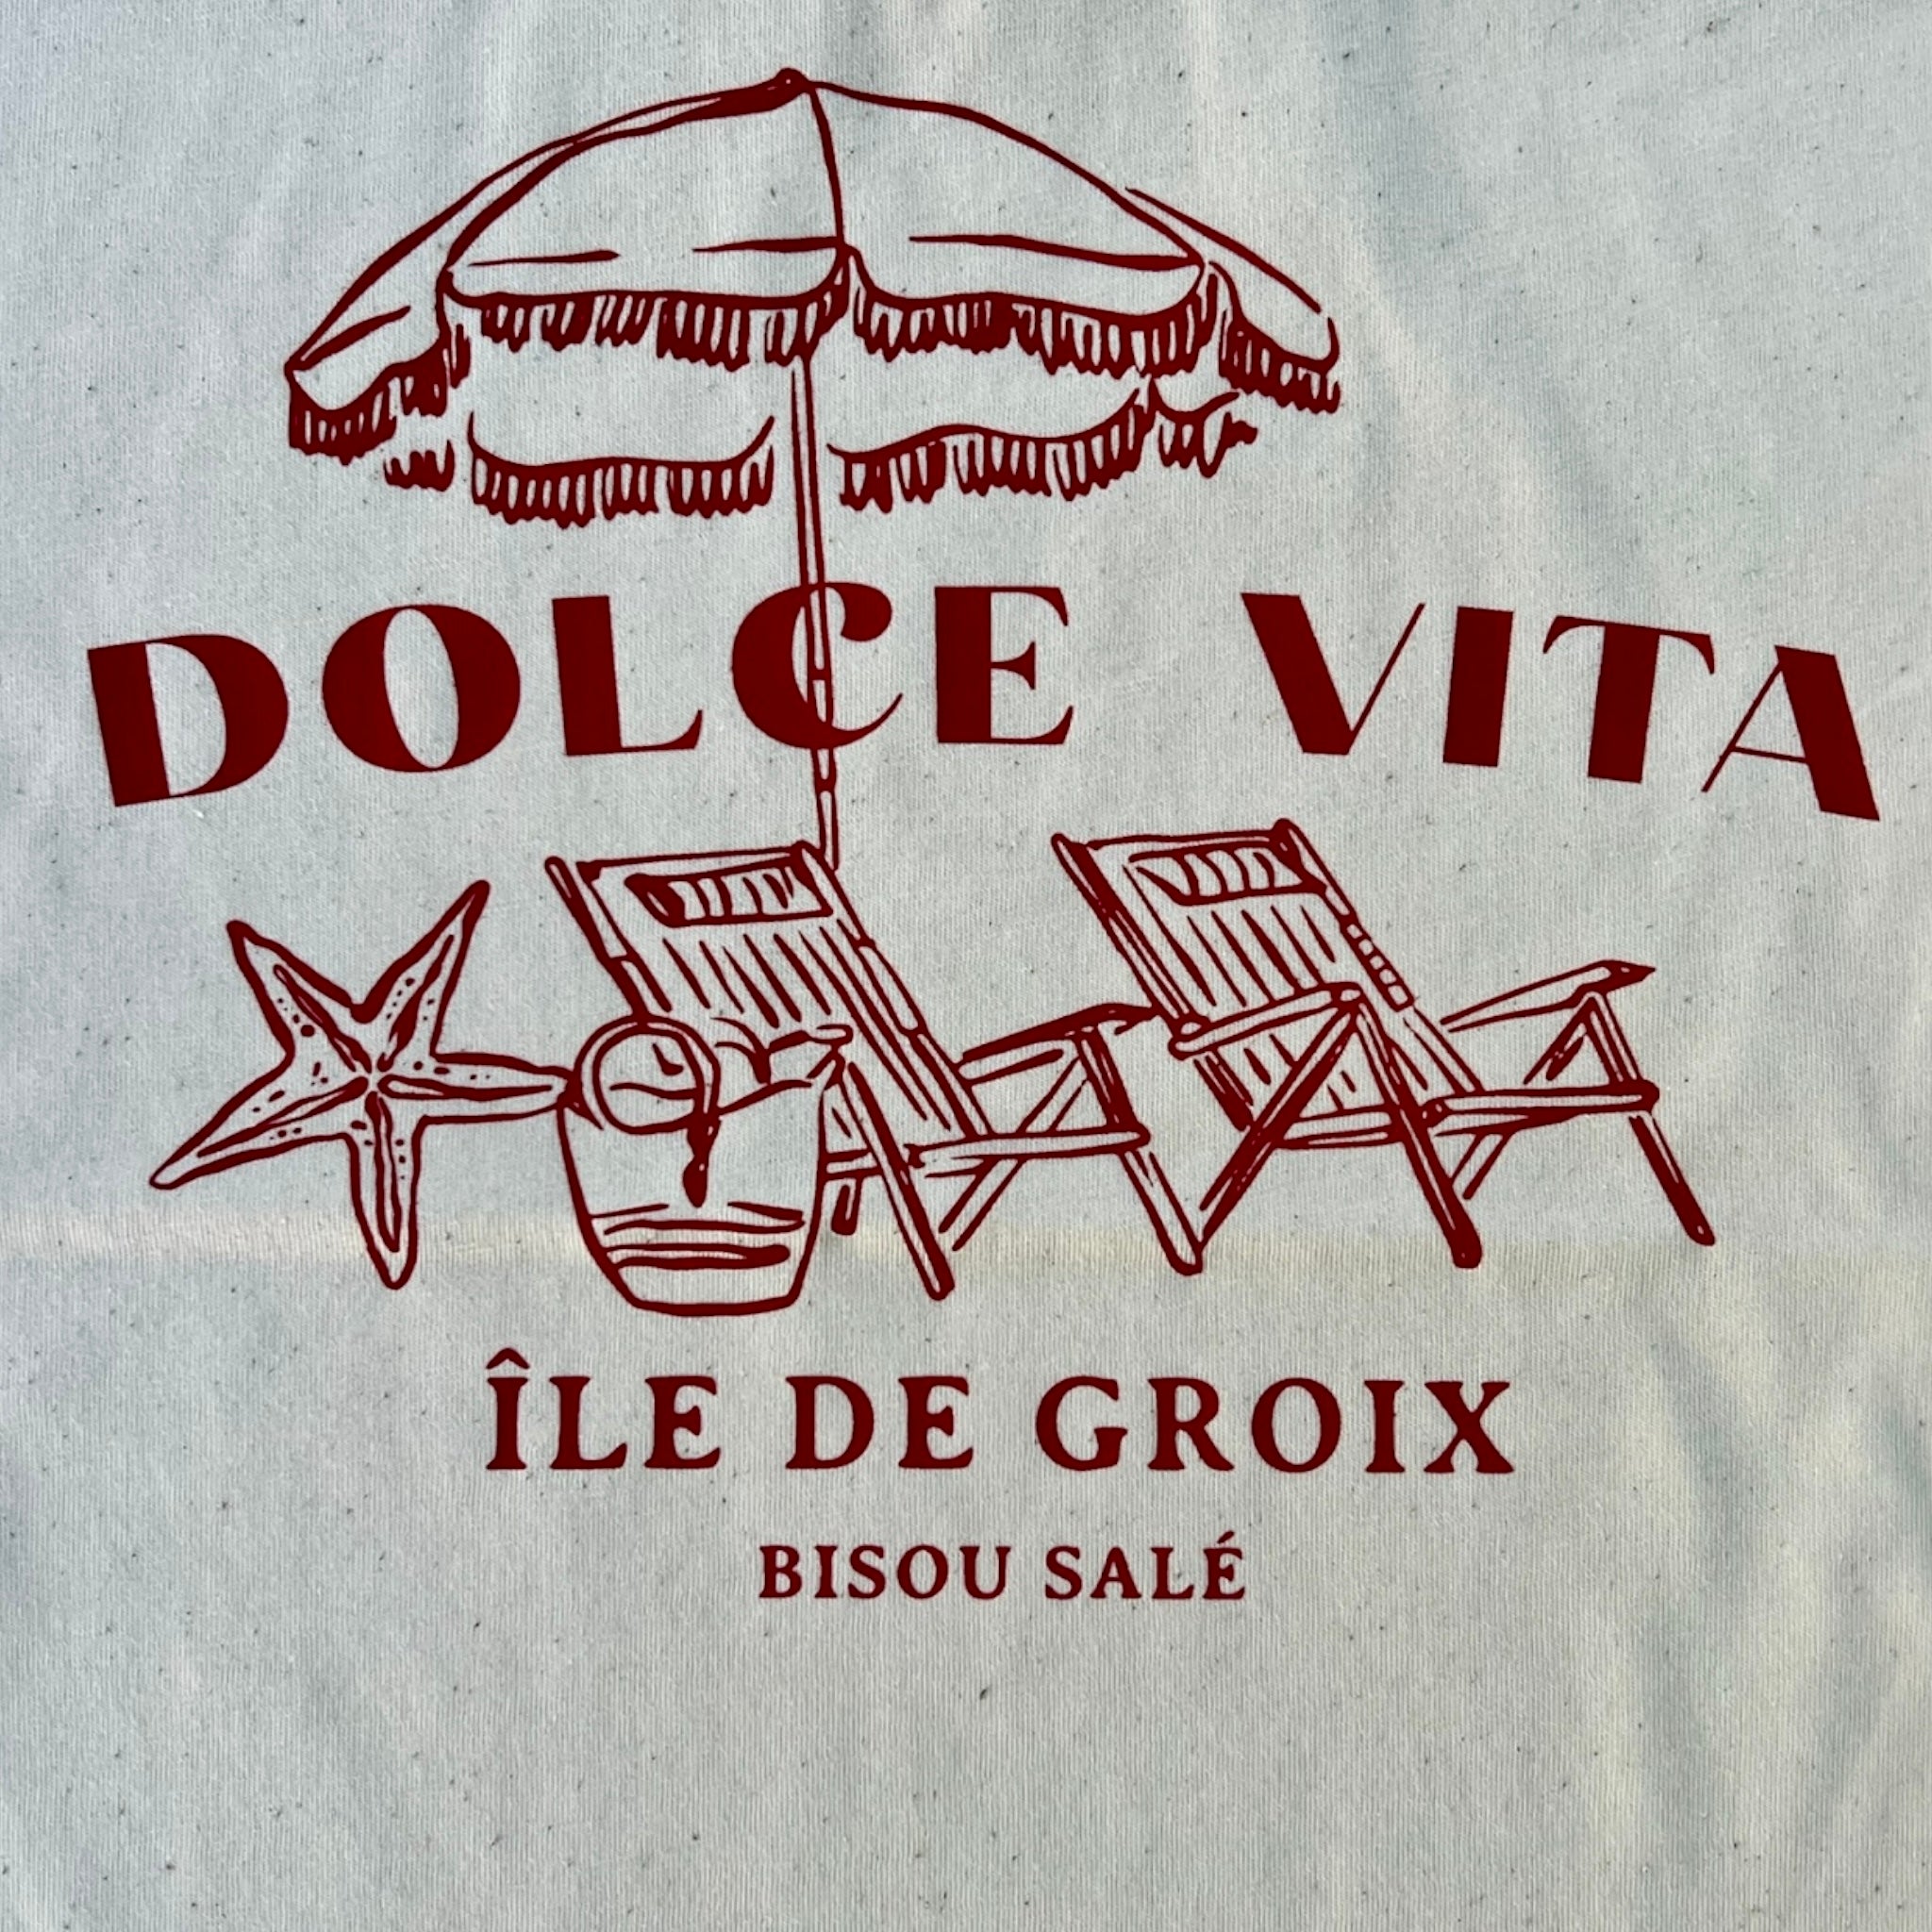 DOLCE VITA
ÎLE DE GROIX
BISOU SALÉ